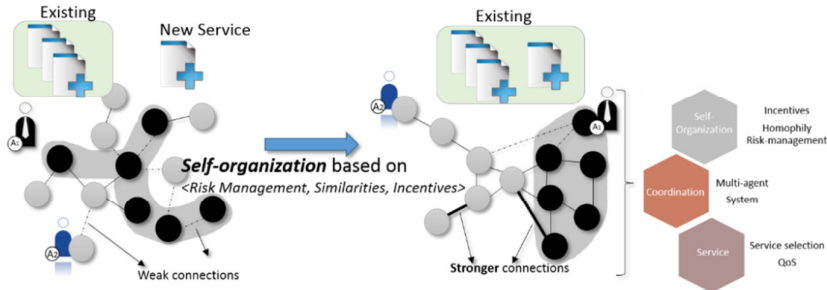 Existing
New Service
A₁
Self-organization based on
<Risk Management, Similarities, Incentives>
A₂
Weak connections
Existing
A₂
A₁
Stronger connections
Self-
Organization
Incentives
Homophily
Risk-management
Coordination
Multi-agent
System
Service
Service selection
QoS